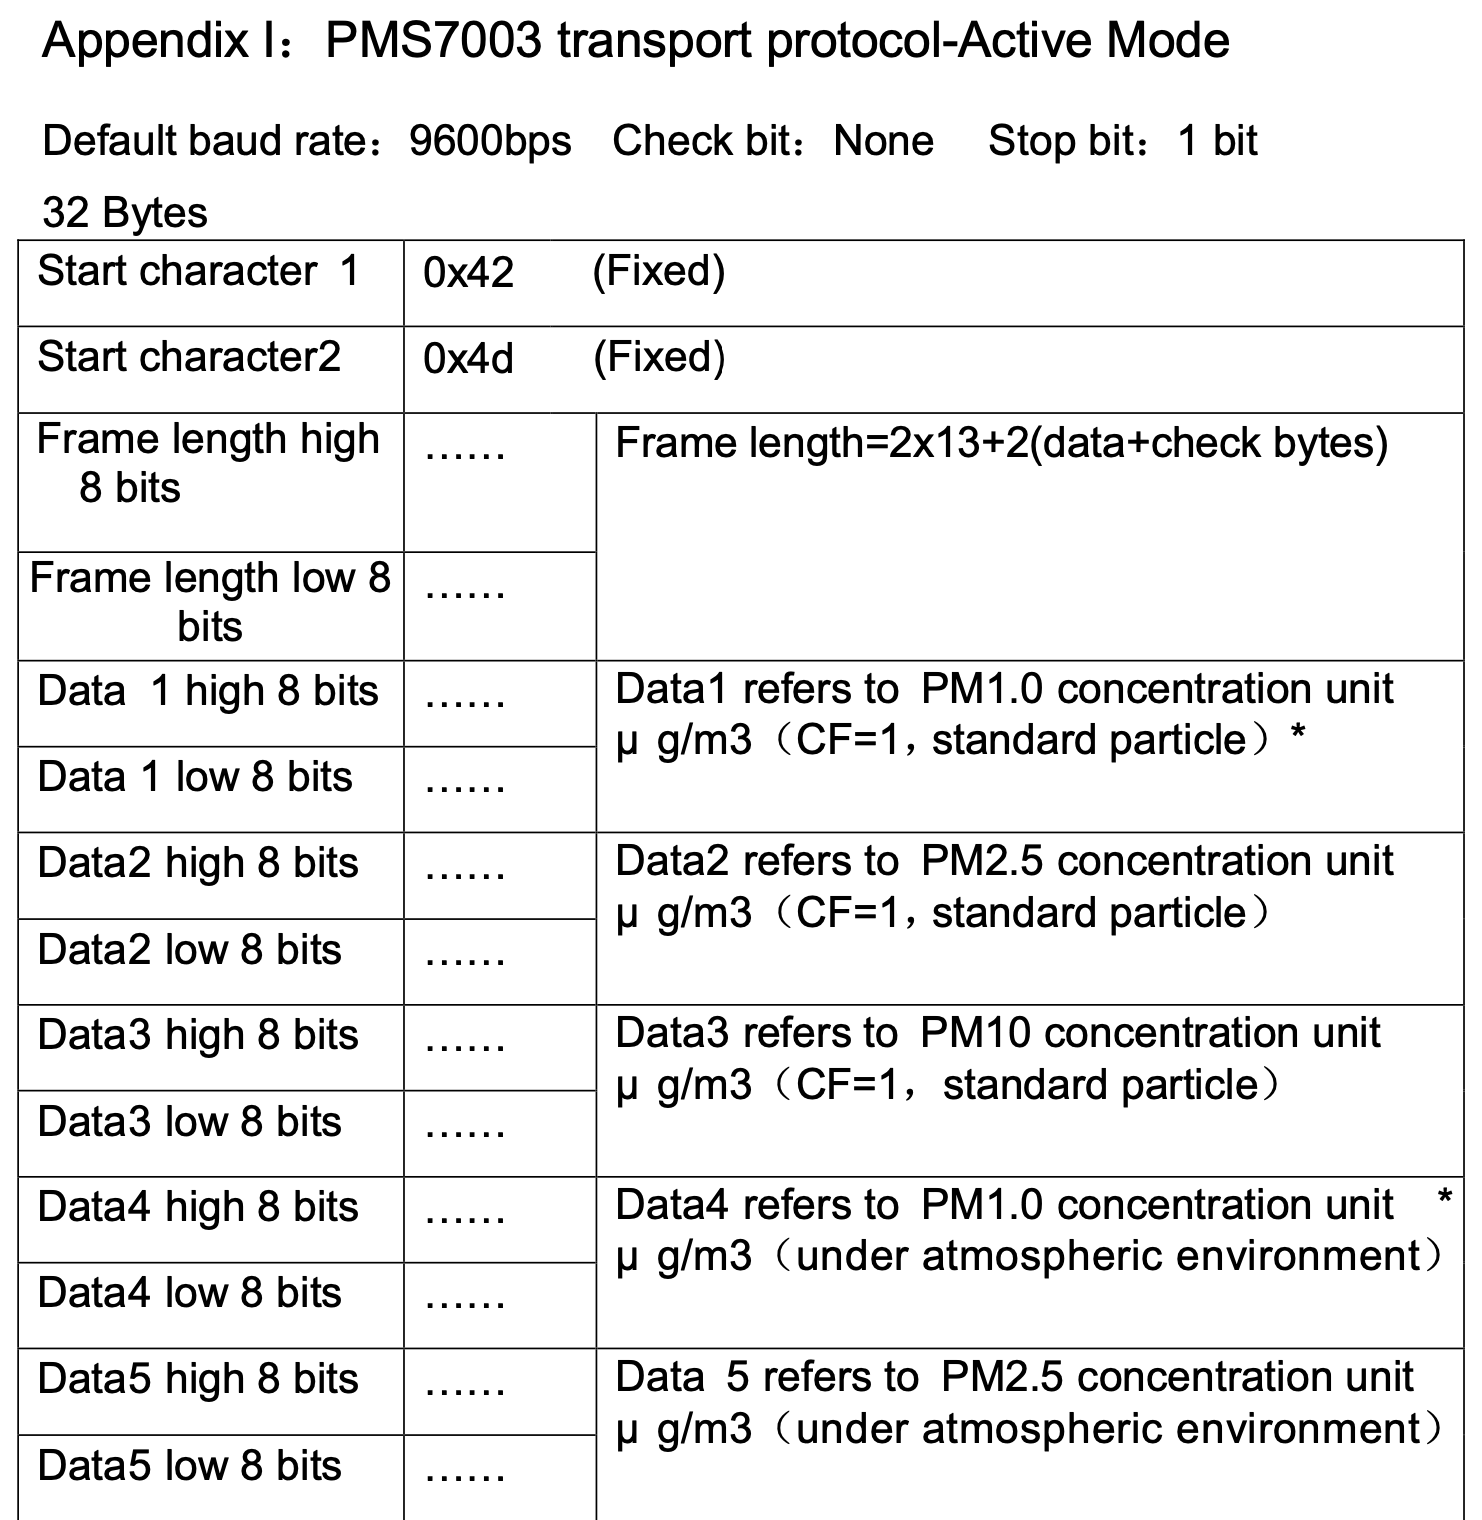 Appendix I：PMS7003 transport protocol-Active Mode
Default baud rate：9600bps Check bit：None Stop bit：1 bit
32 Bytes
Start character 1 0x42 (Fixed)
Start character2 0x4d (Fixed)
Frame length high 8 bits …… Frame length=2x13+2(data+check bytes)
Frame length low 8 bits ……
Data 1 high 8 bits …… Data1 refers to PM1.0 concentration unit
μ g/m3（CF=1，standard particle）*
Data 1 low 8 bits ……
Data2 high 8 bits …… Data2 refers to PM2.5 concentration unit
μ g/m3（CF=1，standard particle）
Data2 low 8 bits ……
Data3 high 8 bits …… Data3 refers to PM10 concentration unit
μ g/m3（CF=1，standard particle）
Data3 low 8 bits ……
Data4 high 8 bits …… Data4 refers to PM1.0 concentration unit *
μ g/m3（under atmospheric environment）
Data4 low 8 bits ……
Data5 high 8 bits …… Data 5 refers to PM2.5 concentration unit
μ g/m3（under atmospheric environment）
Data5 low 8 bits ……